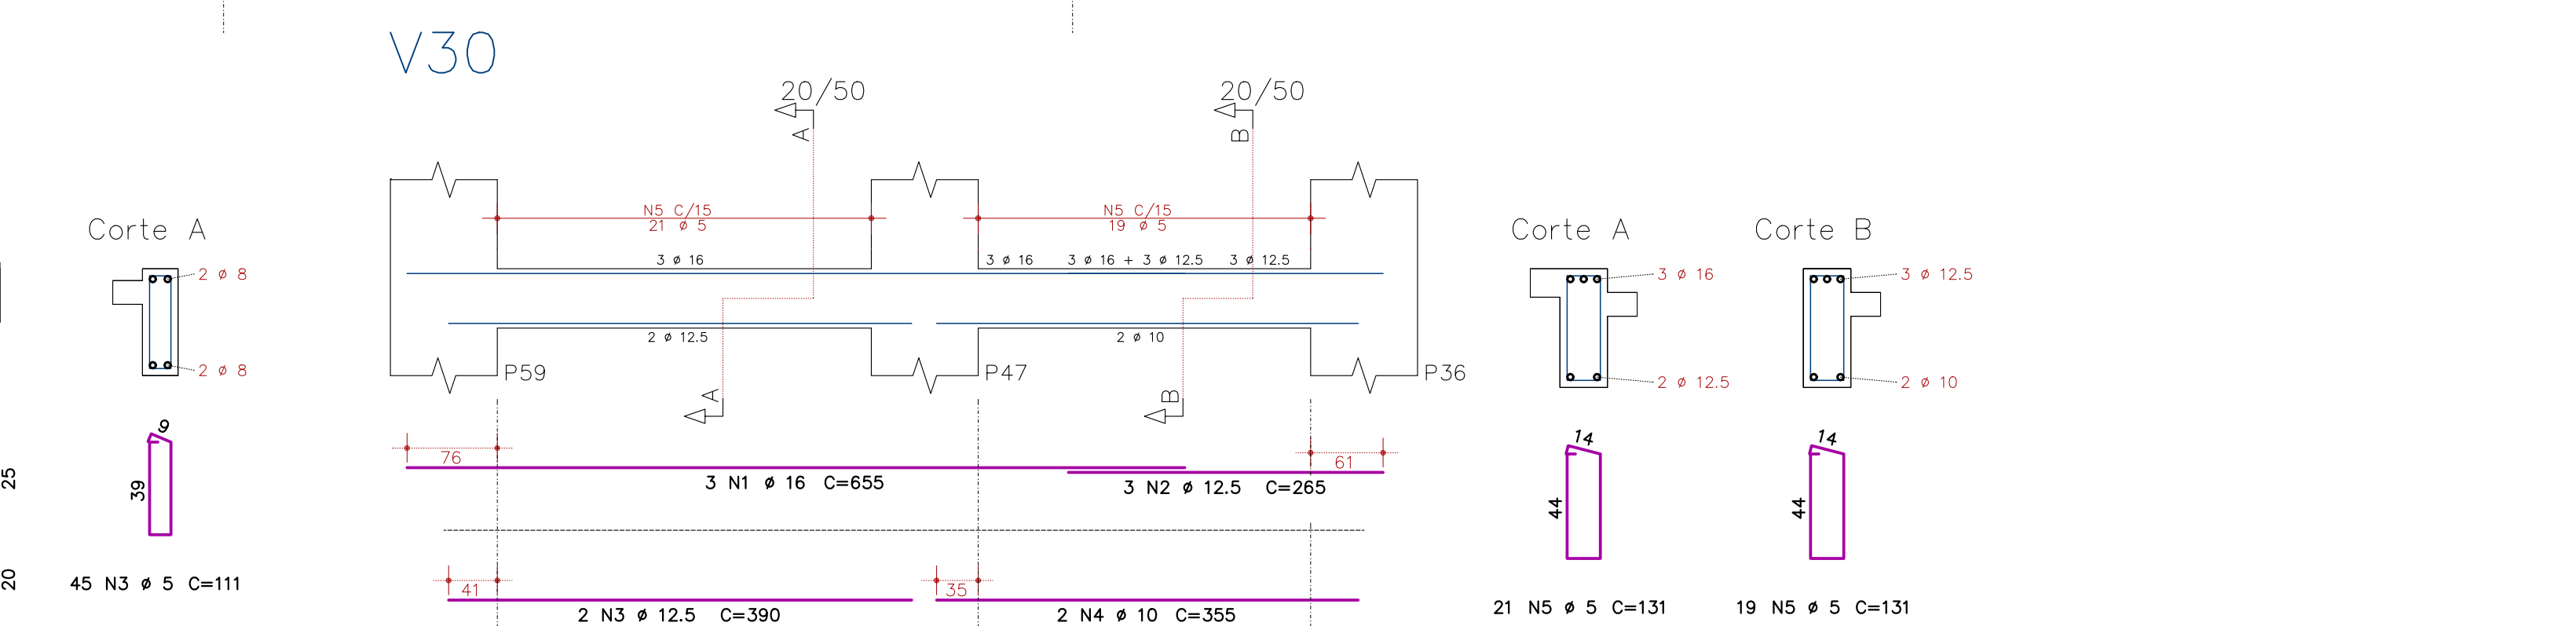 V30
20/50
20/50
A
B
N5 C/15
21 ø 5
N5 C/15
19 ø 5
Corte A
Corte A
Corte B
3 ø 16
3 ø 16
3 ø 16 + 3 ø 12.5
3 ø 12.5
2 ø 8
3 ø 16
3 ø 12.5
2 ø 12.5
2 ø 10
2 ø 8
P59
P47
P36
2 ø 12.5
2 ø 10
A
B
9
14
14
76
61
25
39
3 N1 ø 16 C=655
3 N2 ø 12.5 C=265
44
44
20
45 N3 ø 5 C=111
41
35
2 N3 ø 12.5 C=390
2 N4 ø 10 C=355
21 N5 ø 5 C=131
19 N5 ø 5 C=131